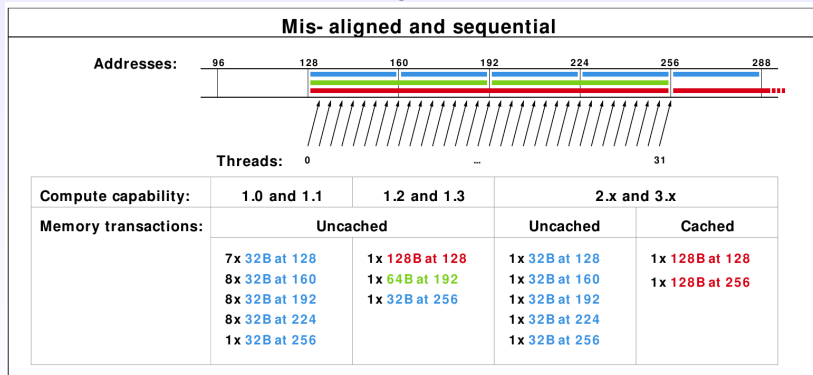 Mis- aligned and sequential
Addresses: 96 128 160 192 224 256 288
Threads: 0 ... 31
Compute capability: 1.0 and 1.1 1.2 and 1.3 2.x and 3.x
Memory transactions: Uncached Uncached Cached
7x 32B at 128 1x 128B at 128 1x 32B at 128 1x 128B at 128
8x 32B at 160 1x 64B at 192 1x 32B at 160 1x 128B at 256
8x 32B at 192 1x 32B at 256 1x 32B at 192
8x 32B at 224 1x 32B at 224
1x 32B at 256 1x 32B at 256